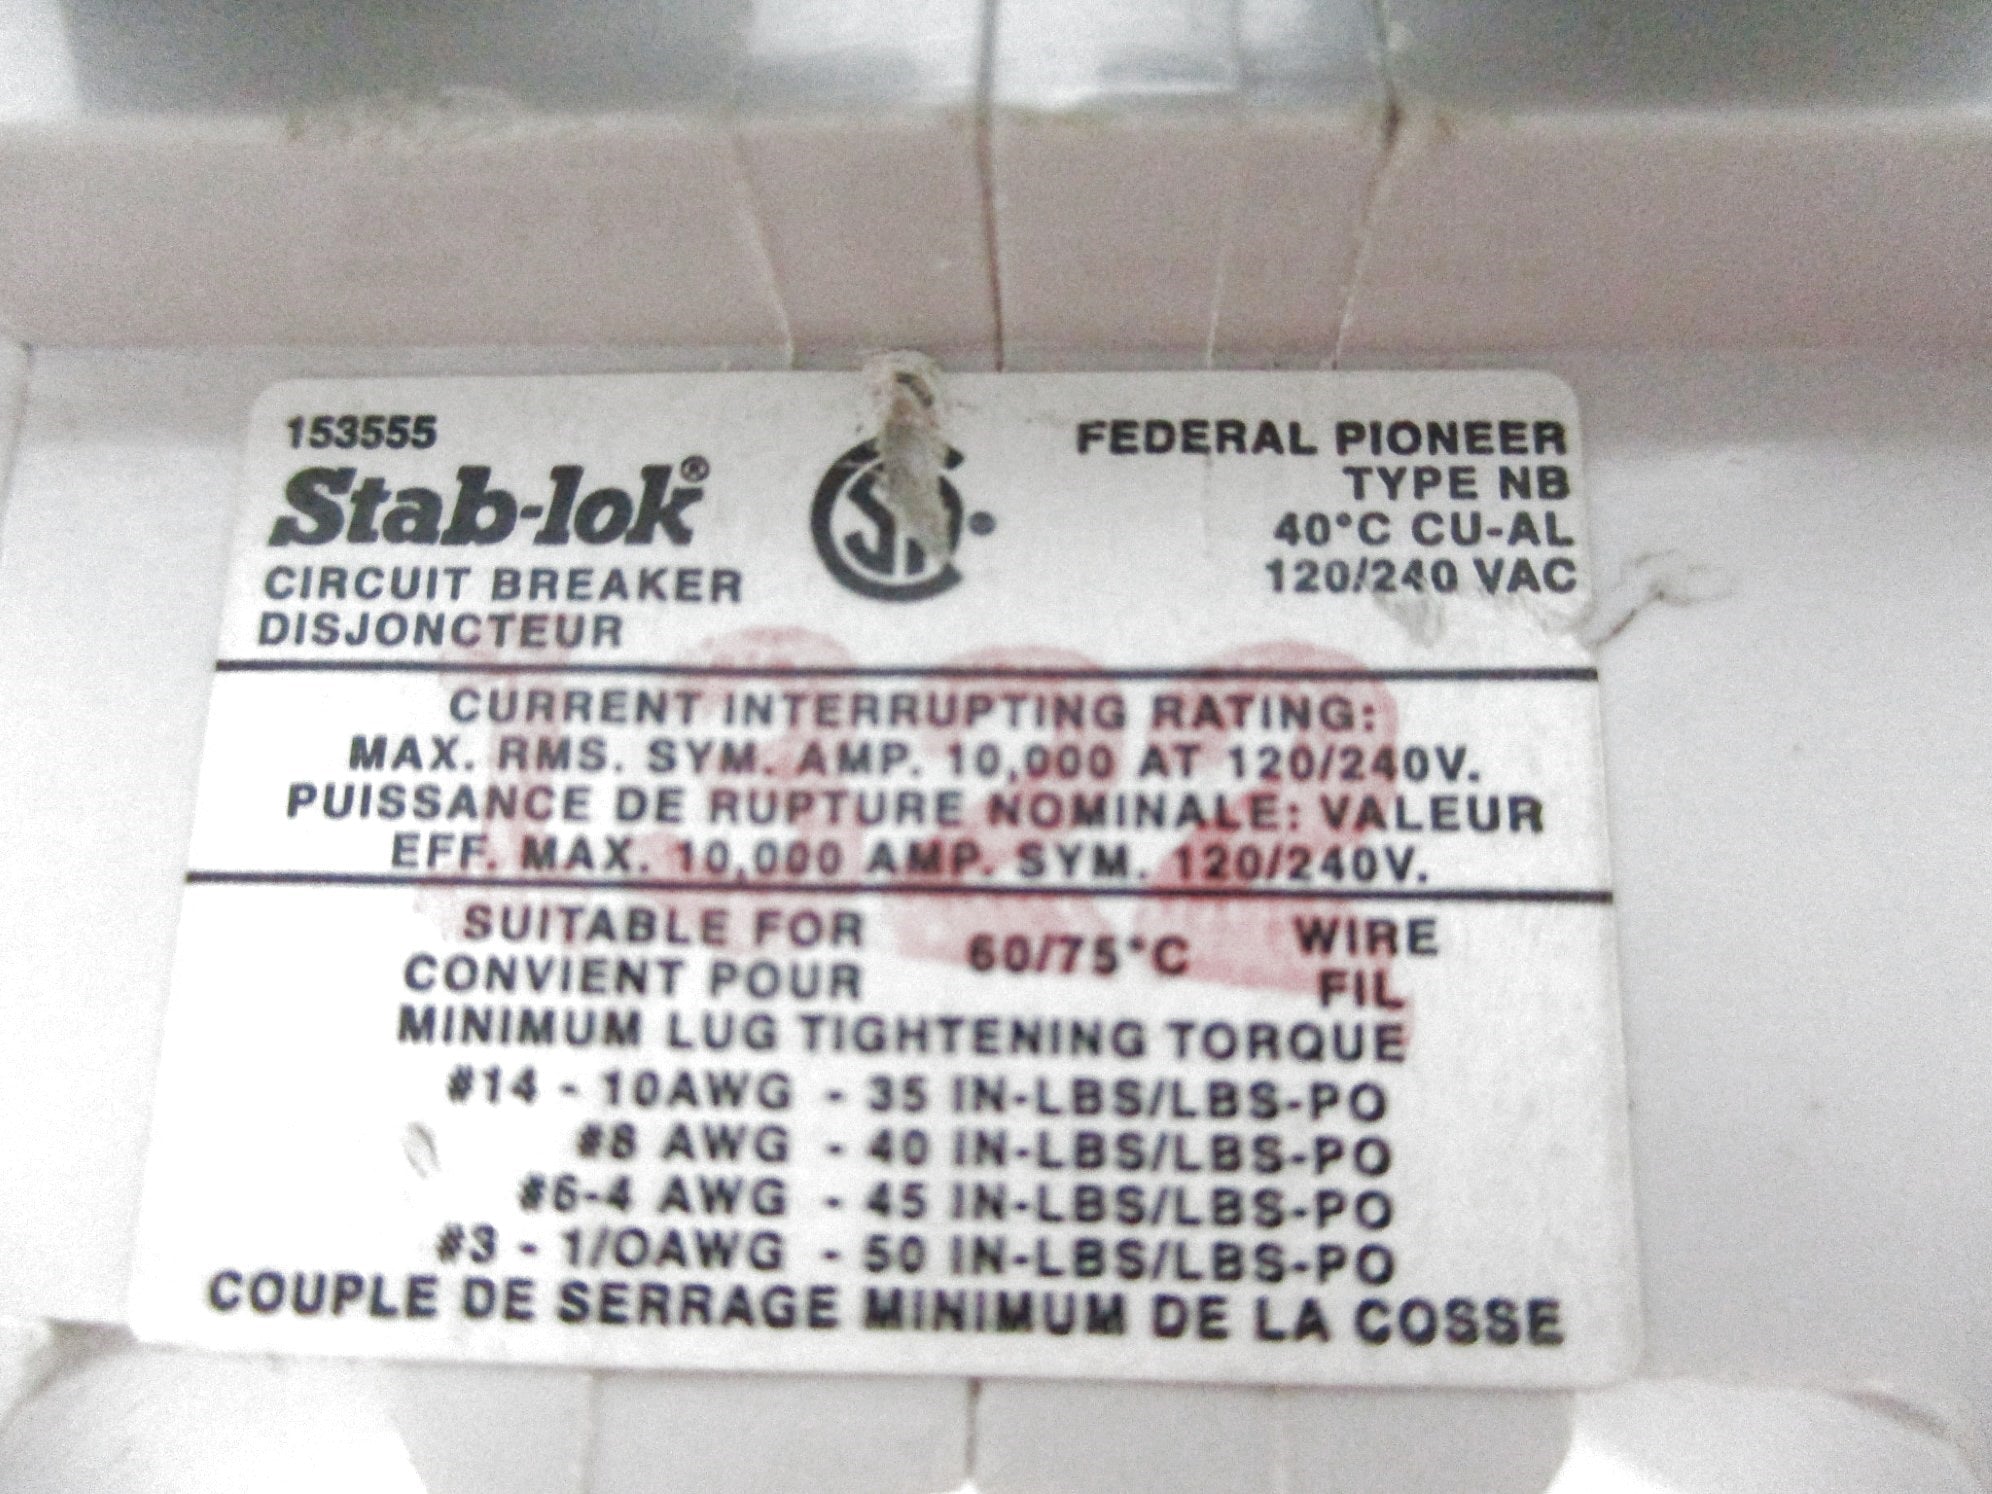 153555
Stab-lok®
CIRCUIT BREAKER
DISJONCTEUR
®
FEDERAL PIONEER
TYPE NB
40°C CU-AL
120/240 VAC
CURRENT INTERRUPTING RATING:
MAX. RMS. SYM. AMP. 10,000 AT 120/240V.
PUISSANCE DE RUPTURE NOMINALE: VALEUR
EFF. MAX. 10,000 AMP. SYM. 120/240V.
SUITABLE FOR
CONVIENT POUR
60/75°C
WIRE
FIL
MINIMUM LUG TIGHTENING TORQUE
#14 - 10AWG - 35 IN-LBS/LBS-PO
#8 AWG - 40 IN-LBS/LBS-PO
#6-4 AWG - 45 IN-LBS/LBS-PO
#3 - 1/0AWG - 50 IN-LBS/LBS-PO
COUPLE DE SERRAGE MINIMUM DE LA COSSE